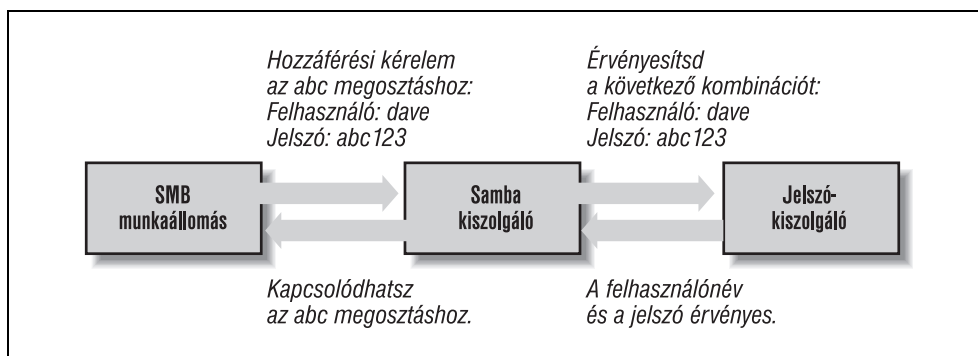 Hozzáférési kérelem
az abc megosztáshoz:
Felhasználó: dave
Jelszó: abc123
Érvényesítsd
a következő kombinációt:
Felhasználó: dave
Jelszó: abc123
SMB
munkaállomás
Samba
kiszolgáló
Jelszó-
kiszolgáló
Kapcsolódhatsz
az abc megosztáshoz.
A felhasználónév
és a jelszó érvényes.